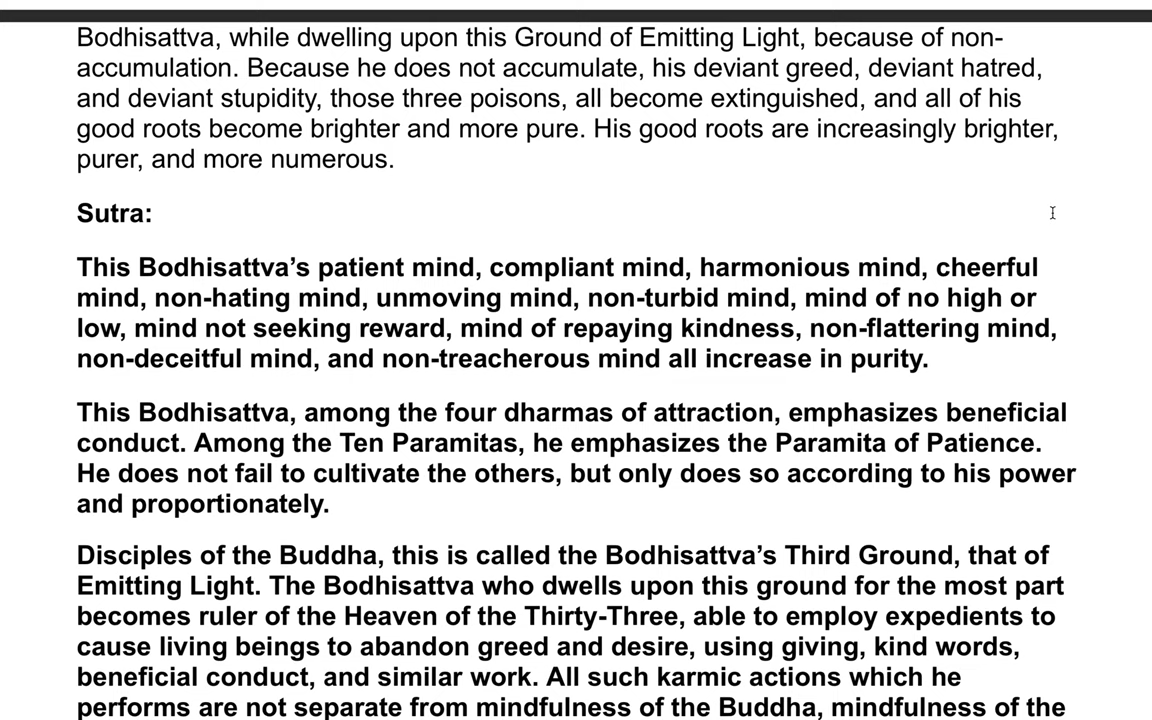 Bodhisattva, while dwelling upon this Ground of Emitting Light, because of non-
accumulation. Because he does not accumulate, his deviant greed, deviant hatred,
and deviant stupidity, those three poisons, all become extinguished, and all of his
good roots become brighter and more pure. His good roots are increasingly brighter,
purer, and more numerous.
Sutra:
This Bodhisattva’s patient mind, compliant mind, harmonious mind, cheerful
mind, non-hating mind, unmoving mind, non-turbid mind, mind of no high or
low, mind not seeking reward, mind of repaying kindness, non-flattering mind,
non-deceitful mind, and non-treacherous mind all increase in purity.
This Bodhisattva, among the four dharmas of attraction, emphasizes beneficial
conduct. Among the Ten Paramitas, he emphasizes the Paramita of Patience.
He does not fail to cultivate the others, but only does so according to his power
and proportionately.
Disciples of the Buddha, this is called the Bodhisattva’s Third Ground, that of
Emitting Light. The Bodhisattva who dwells upon this ground for the most part
becomes ruler of the Heaven of the Thirty-Three, able to employ expedients to
cause living beings to abandon greed and desire, using giving, kind words,
beneficial conduct, and similar work. All such karmic actions which he
performs are not separate from mindfulness of the Buddha, mindfulness of the